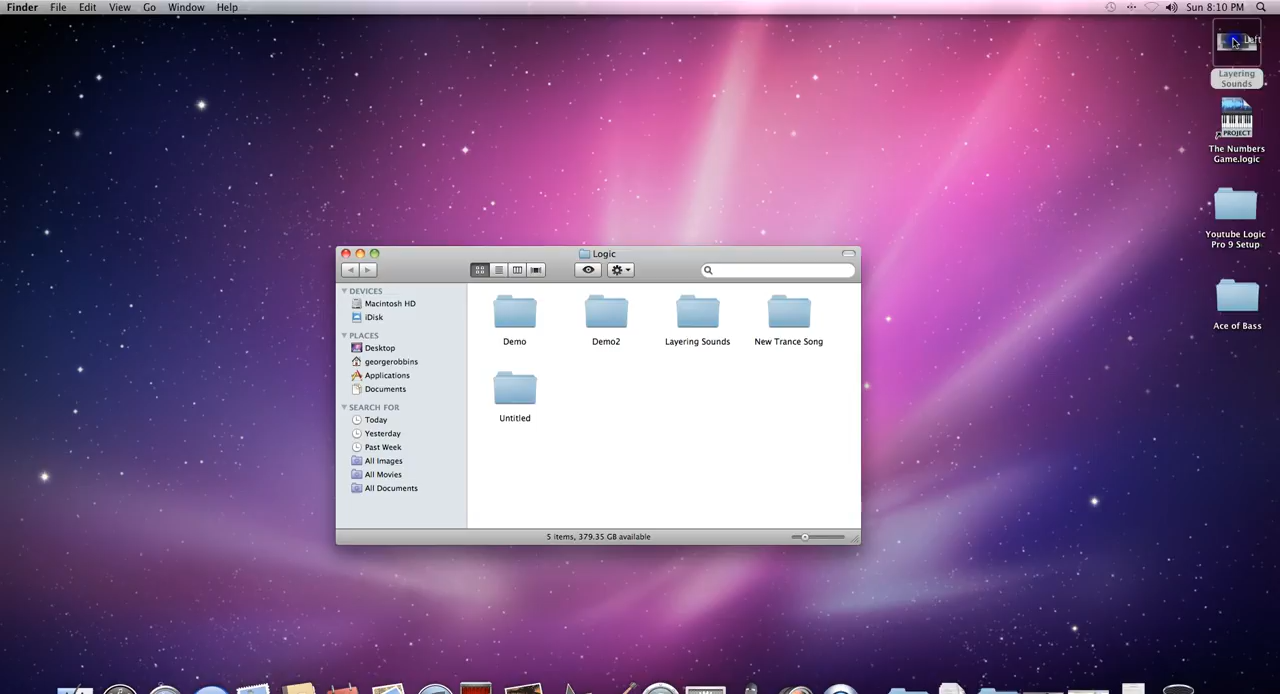 Finder File Edit View Go Window Help Sun 8:10 PM
Left
Layering
Sounds
PROJECT
The Numbers
Game.logic
Youtube Logic
Pro 9 Setup
Ace of Bass
Logic
DEVICES
Macintosh HD
iDisk
PLACES
Desktop
georgerobbins
Applications
Documents
SEARCH FOR
Today
Yesterday
Past Week
All Images
All Movies
All Documents
Demo Demo2 Layering Sounds New Trance Song
Untitled
5 items, 379.35 GB available